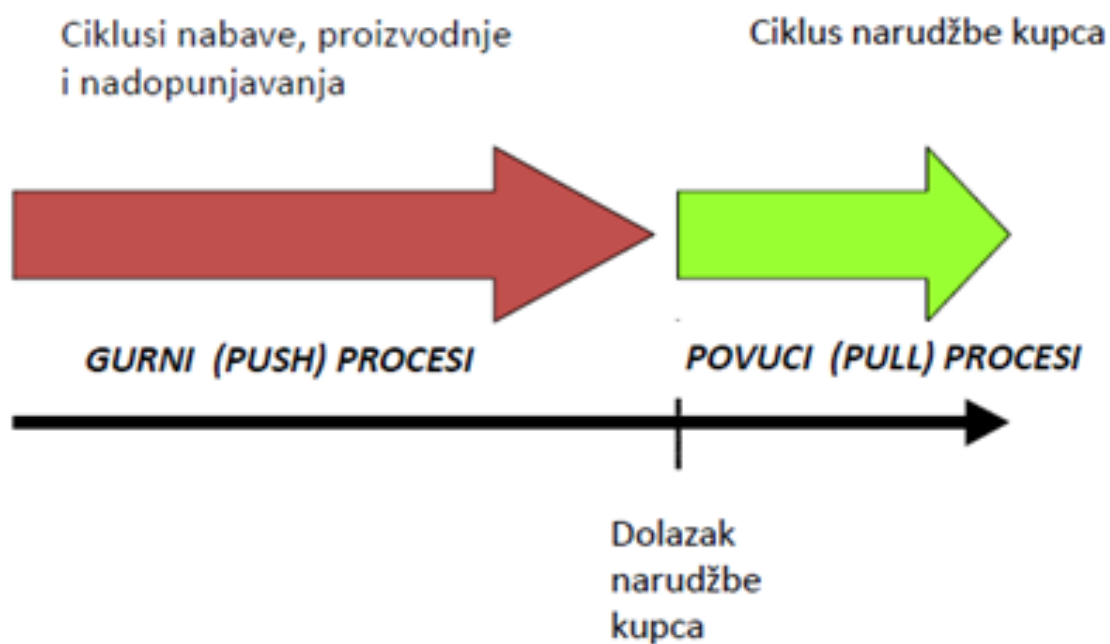 Ciklusi nabave, proizvodnje
i nadopunjavanja
Ciklus narudžbe kupca
GURNI (PUSH) PROCESI
POVUCI (PULL) PROCESI
Dolazak
narudžbe
kupca